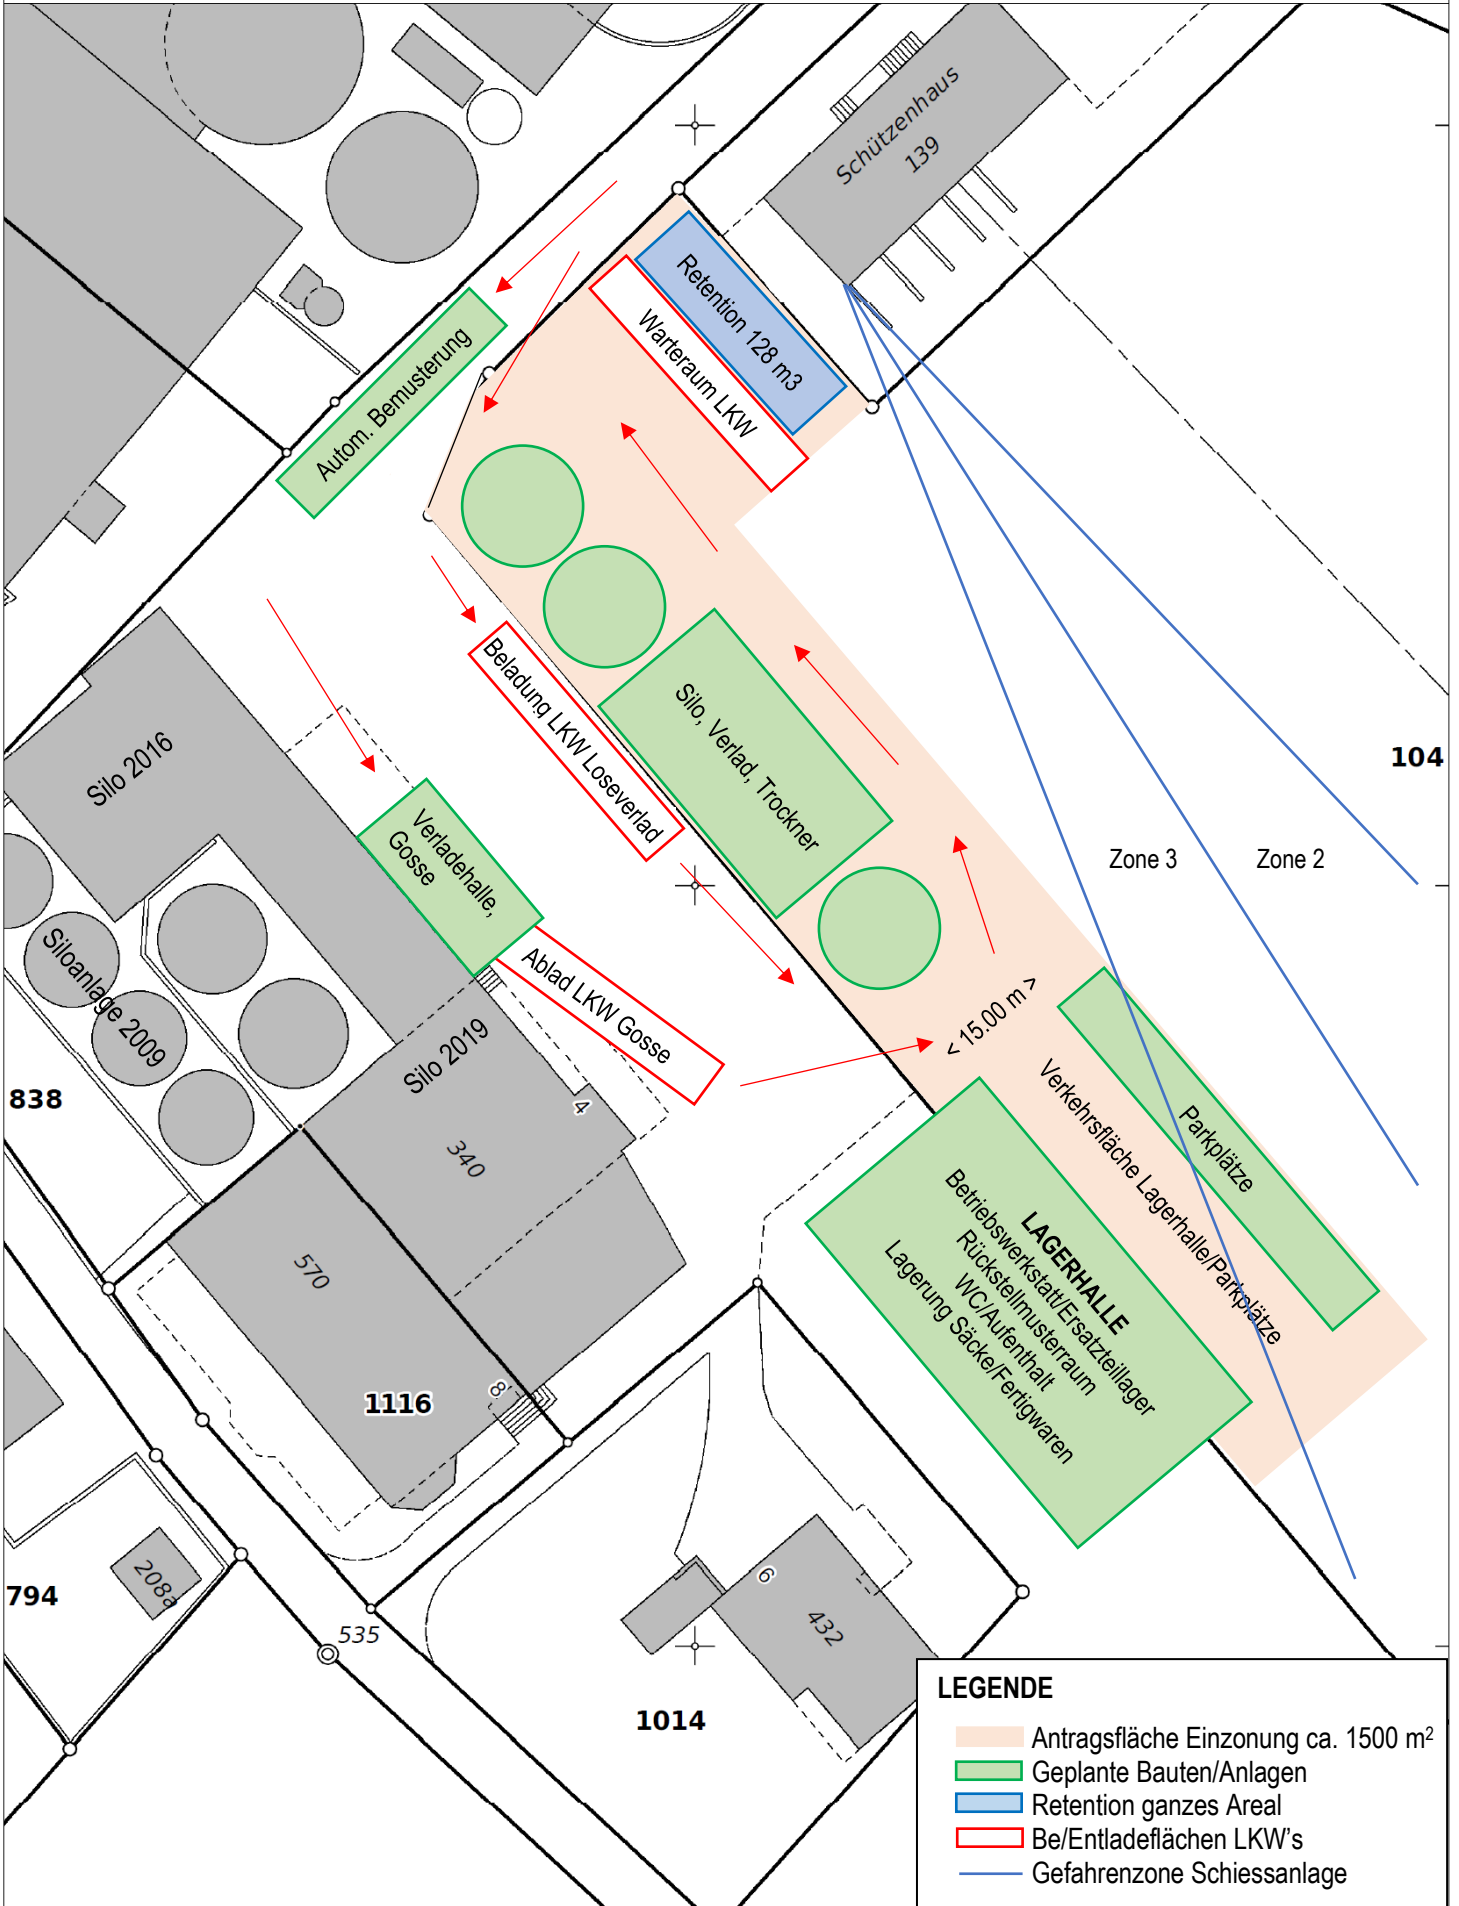 Schützenhaus
139
Retention 128 m3
Warteraum LKW
Autom. Bemusterung
Beladung LKW Loseverlad
Silo, Verlad, Trockner
Silo 2016
Verladehalle,
Gosse
Ablad LKW Gosse
104
Zone 3
Zone 2
Siloanlage 2009
Silo 2019
< 15.00 m >
838
4
340
570
Verkehrsfläche Lagerhalle/Parkplätze
Parkplätze
LAGERHALLE
Betriebswerkstatt/Ersatzteillager
Rückstellmusterraum
WC/Aufenthalt
Lagerung Säcke/Fertigwaren
8
1116
794
208a
535
6
432
1014
LEGENDE
Antragsfläche Einzonung ca. 1500 m²
Geplante Bauten/Anlagen
Retention ganzes Areal
Be/Entladeflächen LKW's
Gefahrenzone Schiessanlage